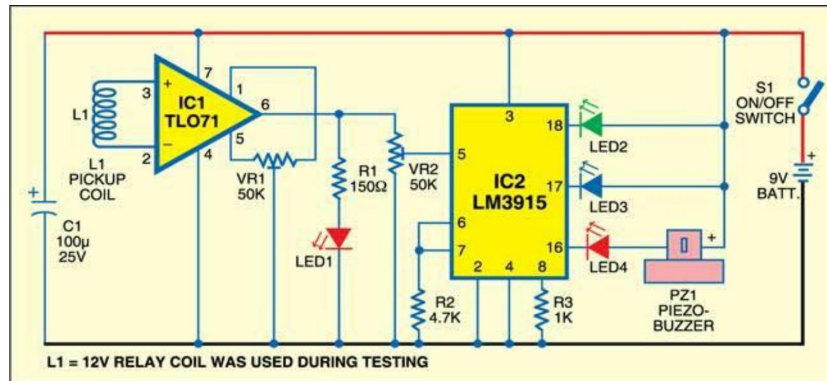 7
3
1
+
IC1
TLO71
6
L1
5
−
2
4
L1
PICKUP
COIL
VR1
50K
+
C1
100µ
25V
R1
150Ω
LED1
VR2
50K
5
3
IC2
LM3915
6
7
2
4
8
18
17
16
LED2
LED3
LED4
+
R2
4.7K
R3
1K
PZ1
PIEZO-
BUZZER
S1
ON/OFF
SWITCH
+
9V
BATT.
L1 = 12V RELAY COIL WAS USED DURING TESTING